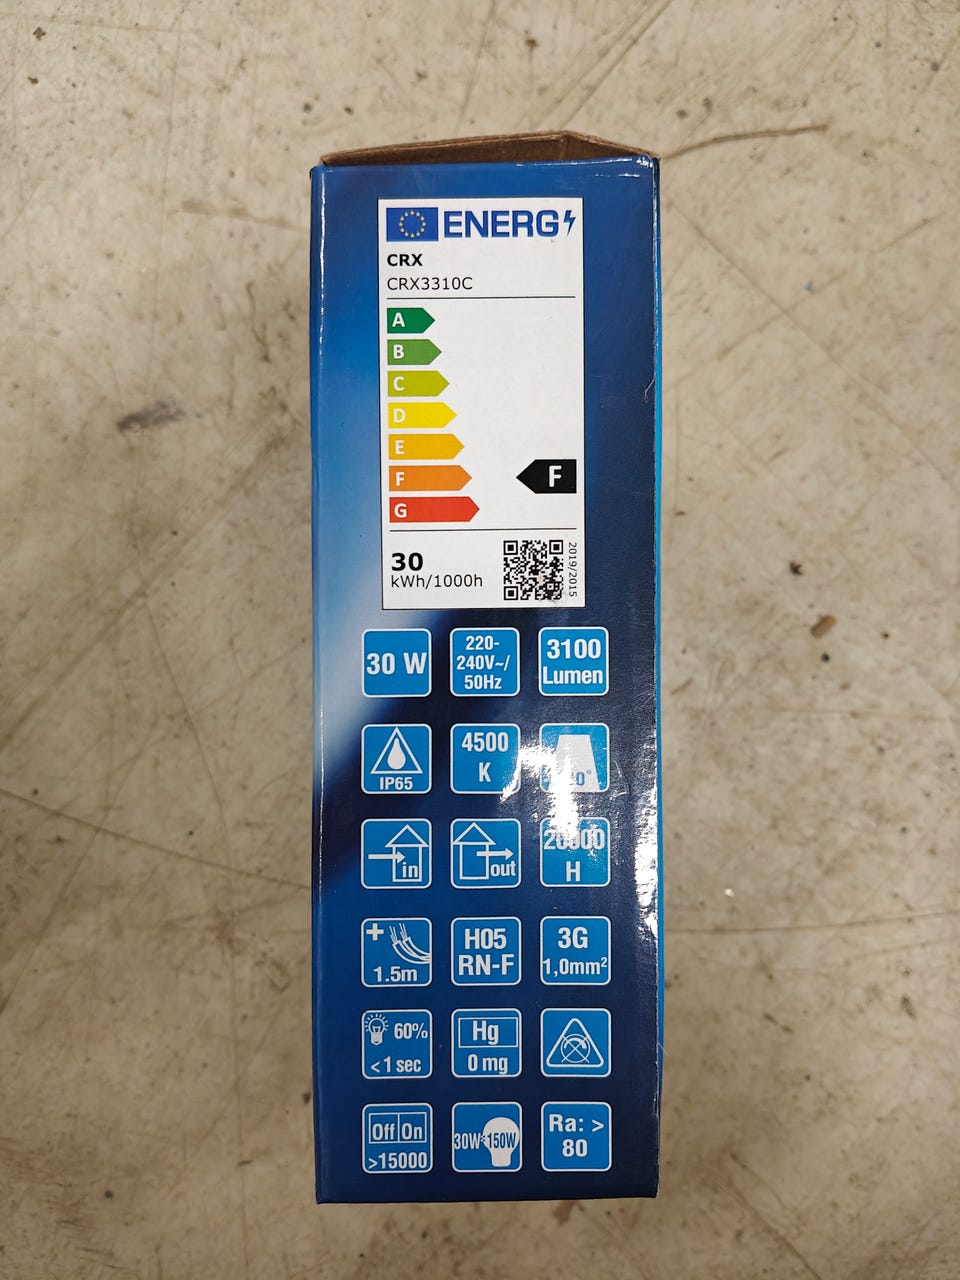 ENERG
CRX
CRX3310C
A
B
C
D
E
F
F
G
30
kWh/1000h
2019/2015
30 W
220-
240V~/
50Hz
3100
Lumen
IP65
4500
K
in
out
20000
H
+
1.5m
H05
RN-F
3G
1,0mm²
60%
<1 sec
Hg
0 mg
Off On
>15000
30W≤150W
Ra: >
80